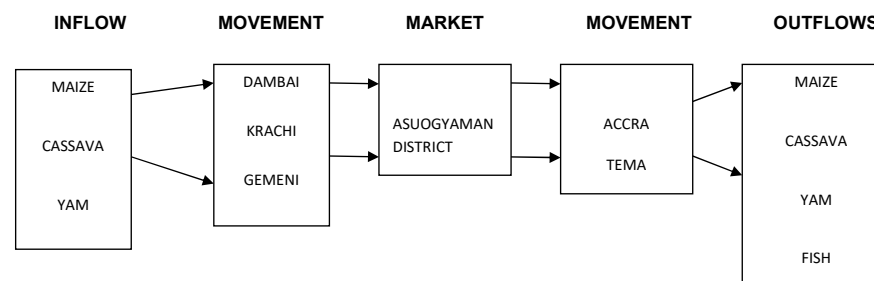 INFLOW MOVEMENT MARKET MOVEMENT OUTFLOWS
MAIZE
CASSAVA
YAM
DAMBAI
KRACHI
GEMENI
ASUOGYAMAN
DISTRICT
ACCRA
TEMA
MAIZE
CASSAVA
YAM
FISH